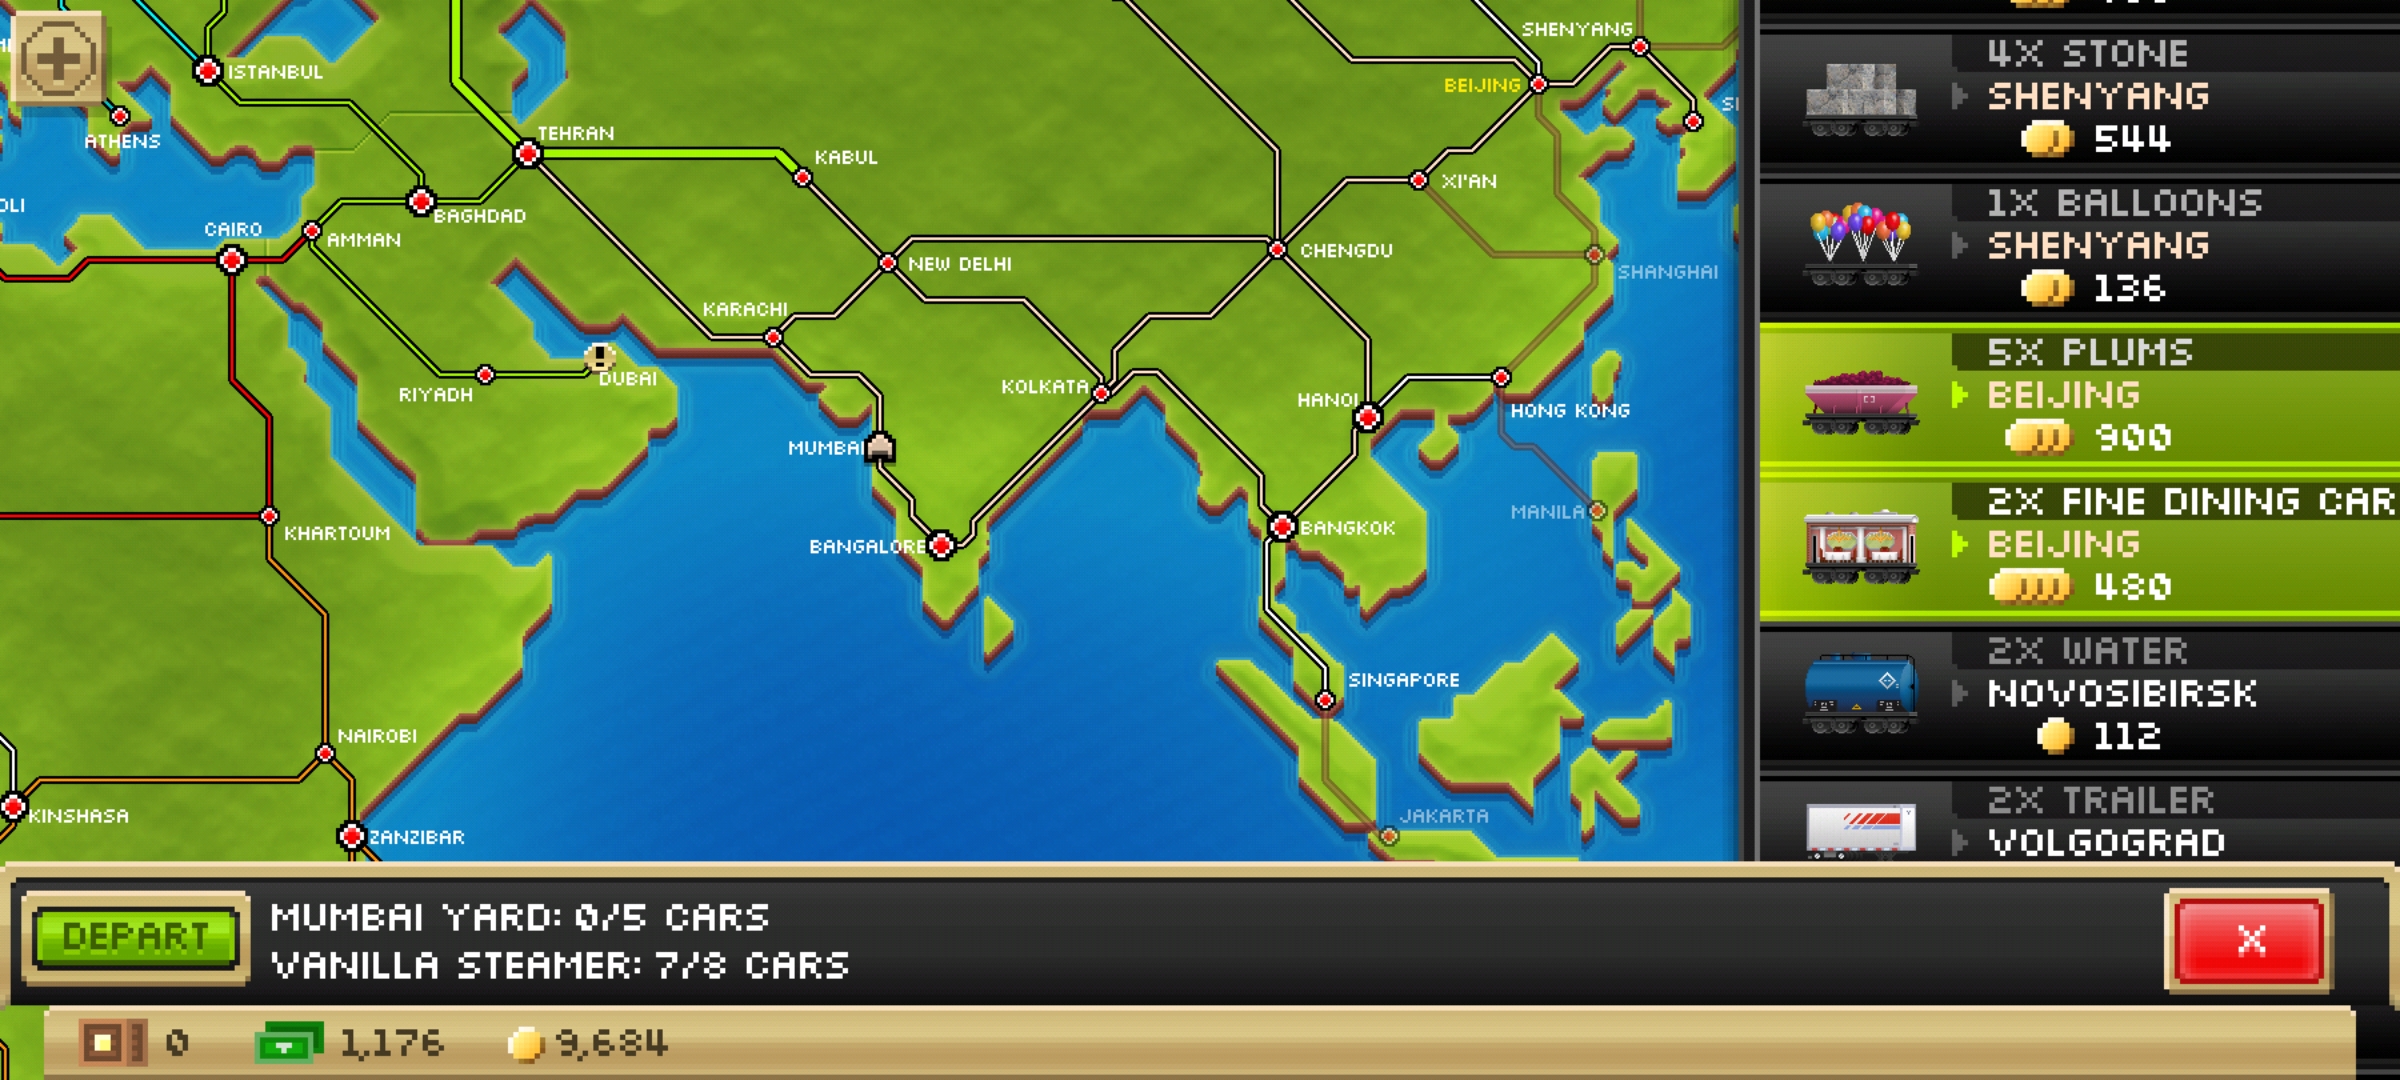 SHENYANG
ISTANBUL
BEIJING
ATHENS
TEHRAN
KABUL
XI'AN
BAGHDAD
CAIRO
AMMAN
NEW DELHI
CHENGDU
SHANGHAI
KARACHI
RIYADH
DUBAI
KOLKATA
HANOI
HONG KONG
MUMBAI
MANILA
KHARTOUM
BANGALORE
BANGKOK
SINGAPORE
NAIROBI
KINSHASA
ZANZIBAR
JAKARTA
4X STONE
SHENYANG
544
1X BALLOONS
SHENYANG
136
5X PLUMS
BEIJING
900
2X FINE DINING CAR
BEIJING
480
2X WATER
NOVOSIBIRSK
112
2X TRAILER
VOLGOGRAD
DEPART
MUMBAI YARD: 0/5 CARS
VANILLA STEAMER: 7/8 CARS
X
0
1,176
9,684